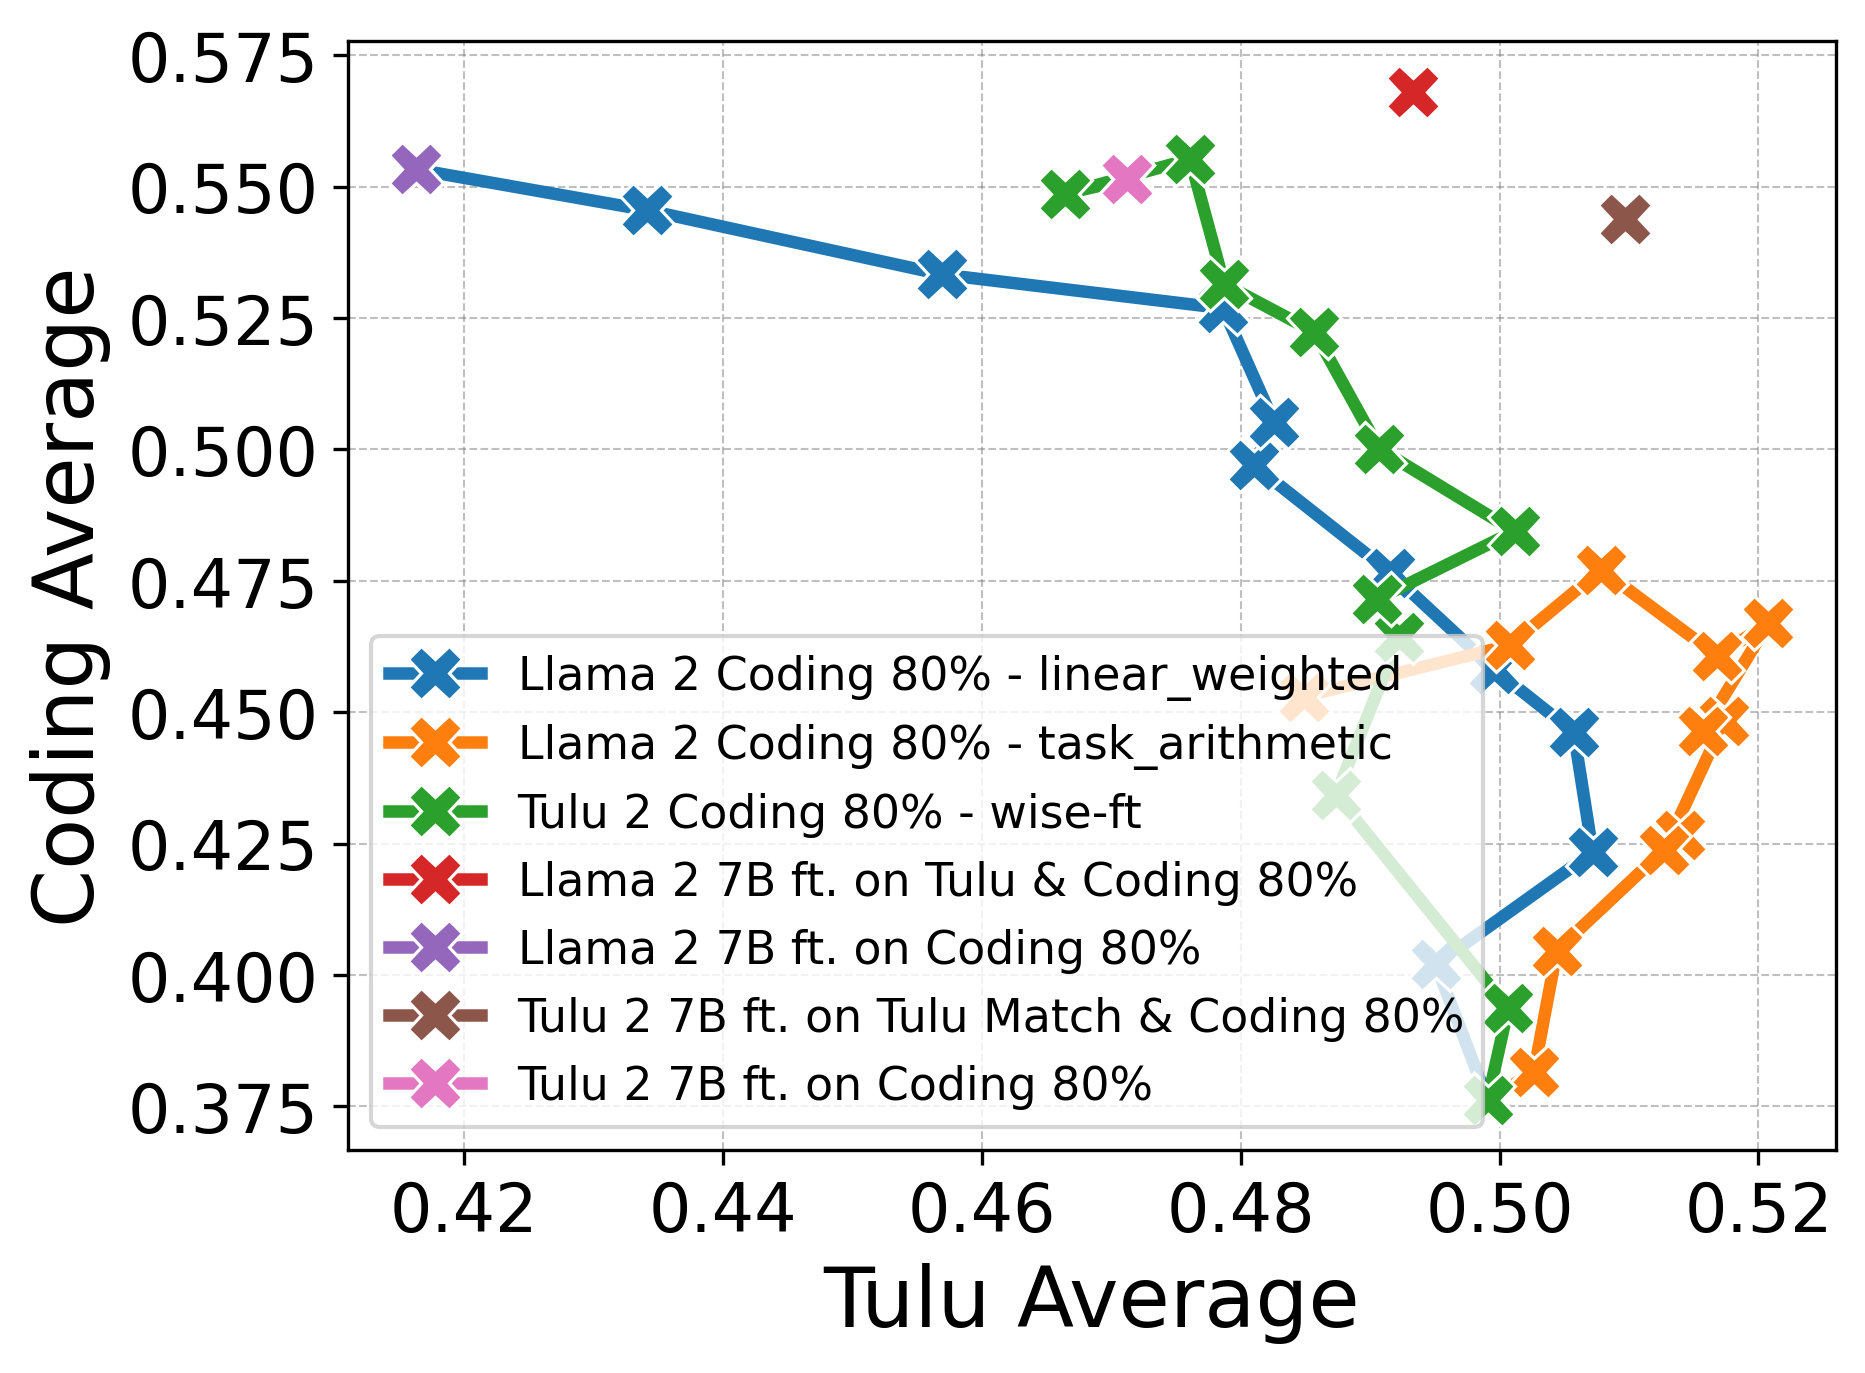 0.575
0.550
0.525
0.500
0.475
0.450
0.425
0.400
0.375
Coding Average
Llama 2 Coding 80% - linear_weighted
Llama 2 Coding 80% - task_arithmetic
Tulu 2 Coding 80% - wise-ft
Llama 2 7B ft. on Tulu & Coding 80%
Llama 2 7B ft. on Coding 80%
Tulu 2 7B ft. on Tulu Match & Coding 80%
Tulu 2 7B ft. on Coding 80%
0.42 0.44 0.46 0.48 0.50 0.52
Tulu Average